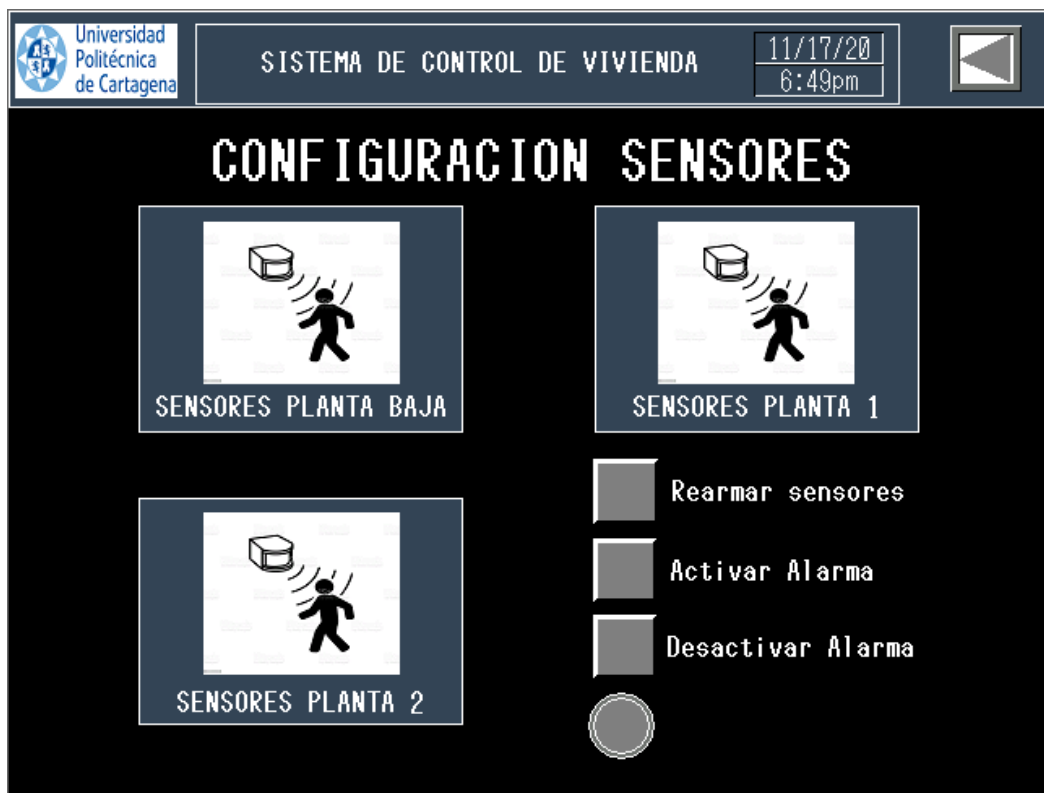 Universidad
Politécnica
de Cartagena
SISTEMA DE CONTROL DE VIVIENDA
11/17/20
6:49pm
CONFIGURACION SENSORES
SENSORES PLANTA BAJA
SENSORES PLANTA 1
Rearmar sensores
Activar Alarma
Desactivar Alarma
SENSORES PLANTA 2